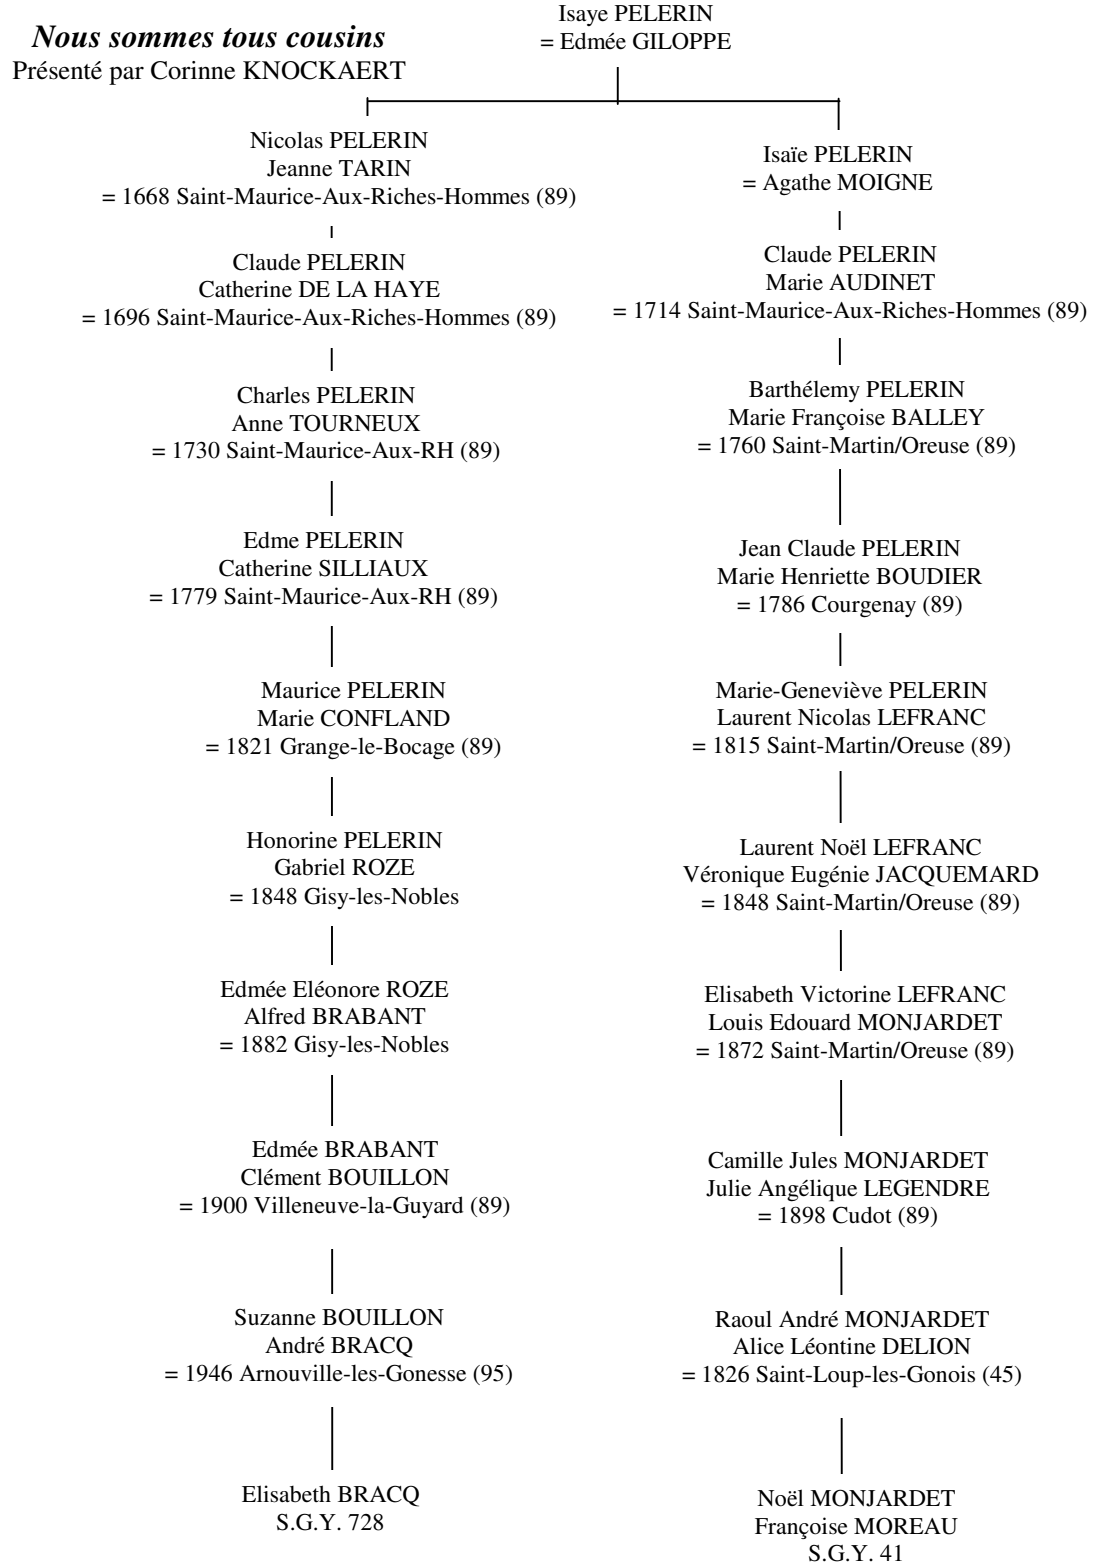 Nous sommes tous cousins
Présenté par Corinne KNOCKAERT
Isaye PELERIN
= Edmée GILOPPE
Nicolas PELERIN
Jeanne TARIN
= 1668 Saint-Maurice-Aux-Riches-Hommes (89)
Claude PELERIN
Catherine DE LA HAYE
= 1696 Saint-Maurice-Aux-Riches-Hommes (89)
Charles PELERIN
Anne TOURNEUX
= 1730 Saint-Maurice-Aux-RH (89)
Edme PELERIN
Catherine SILLIAUX
= 1779 Saint-Maurice-Aux-RH (89)
Maurice PELERIN
Marie CONFLAND
= 1821 Grange-le-Bocage (89)
Honorine PELERIN
Gabriel ROZE
= 1848 Gisy-les-Nobles
Edmée Eléonore ROZE
Alfred BRABANT
= 1882 Gisy-les-Nobles
Edmée BRABANT
Clément BOUILLON
= 1900 Villeneuve-la-Guyard (89)
Suzanne BOUILLON
André BRACQ
= 1946 Arnouville-les-Gonesse (95)
Elisabeth BRACQ
S.G.Y. 728
Isaïe PELERIN
= Agathe MOIGNE
Claude PELERIN
Marie AUDINET
= 1714 Saint-Maurice-Aux-Riches-Hommes (89)
Barthélemy PELERIN
Marie Françoise BALLEY
= 1760 Saint-Martin/Oreuse (89)
Jean Claude PELERIN
Marie Henriette BOUDIER
= 1786 Courgenay (89)
Marie-Geneviève PELERIN
Laurent Nicolas LEFRANC
= 1815 Saint-Martin/Oreuse (89)
Laurent Noël LEFRANC
Véronique Eugénie JACQUEMARD
= 1848 Saint-Martin/Oreuse (89)
Elisabeth Victorine LEFRANC
Louis Edouard MONJARDET
= 1872 Saint-Martin/Oreuse (89)
Camille Jules MONJARDET
Julie Angélique LEGENDRE
= 1898 Cudot (89)
Raoul André MONJARDET
Alice Léontine DELION
= 1826 Saint-Loup-les-Gonois (45)
Noël MONJARDET
Françoise MOREAU
S.G.Y. 41